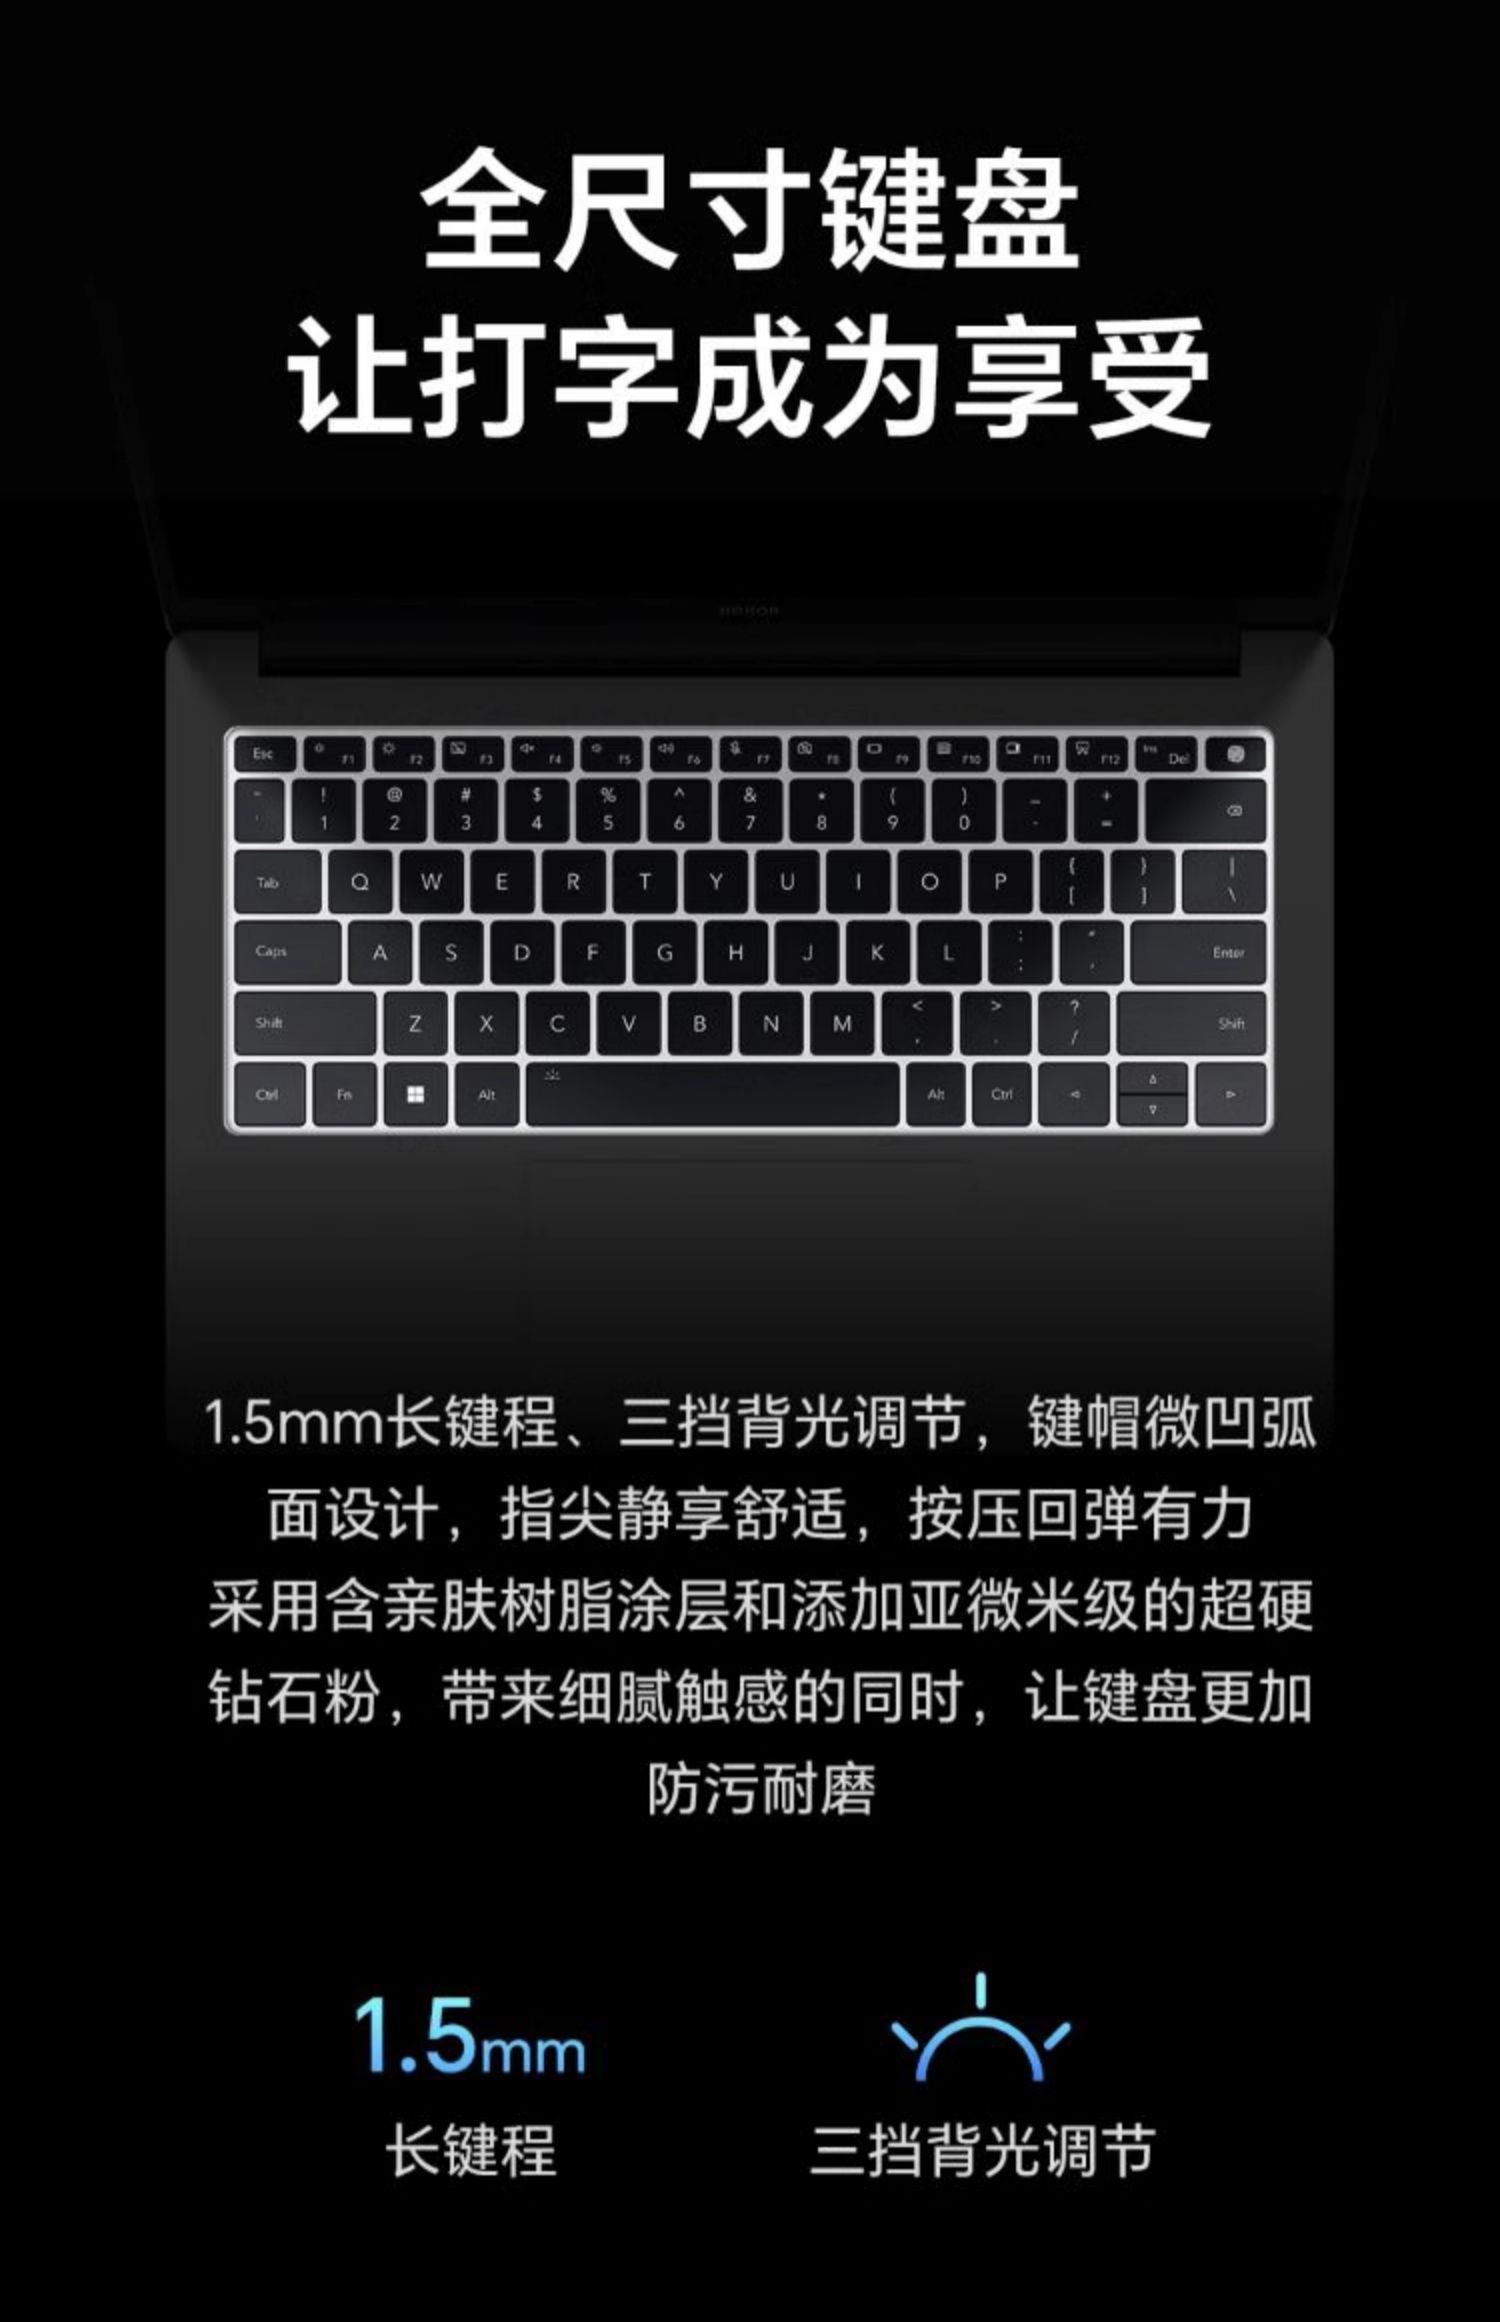 全尺寸键盘
让打字成为享受
HONOR
Esc F1 F2 F3 F4 F5 F6 F7 F8 F9 F10 F11 F12 Ins Del
~ ! @ # $ % ^ & * ( ) _ +
1 2 3 4 5 6 7 8 9 0 - =
Tab Q W E R T Y U I O P { [ } ] | \
Caps A S D F G H J K L : ; " ' Enter
Shift Z X C V B N M < , > . ? / Shift
Ctrl Fn Alt Alt Ctrl
1.5mm长键程、三挡背光调节，键帽微凹弧
面设计，指尖静享舒适，按压回弹有力
采用含亲肤树脂涂层和添加亚微米级的超硬
钻石粉，带来细腻触感的同时，让键盘更加
防污耐磨
1.5mm
长键程
三挡背光调节